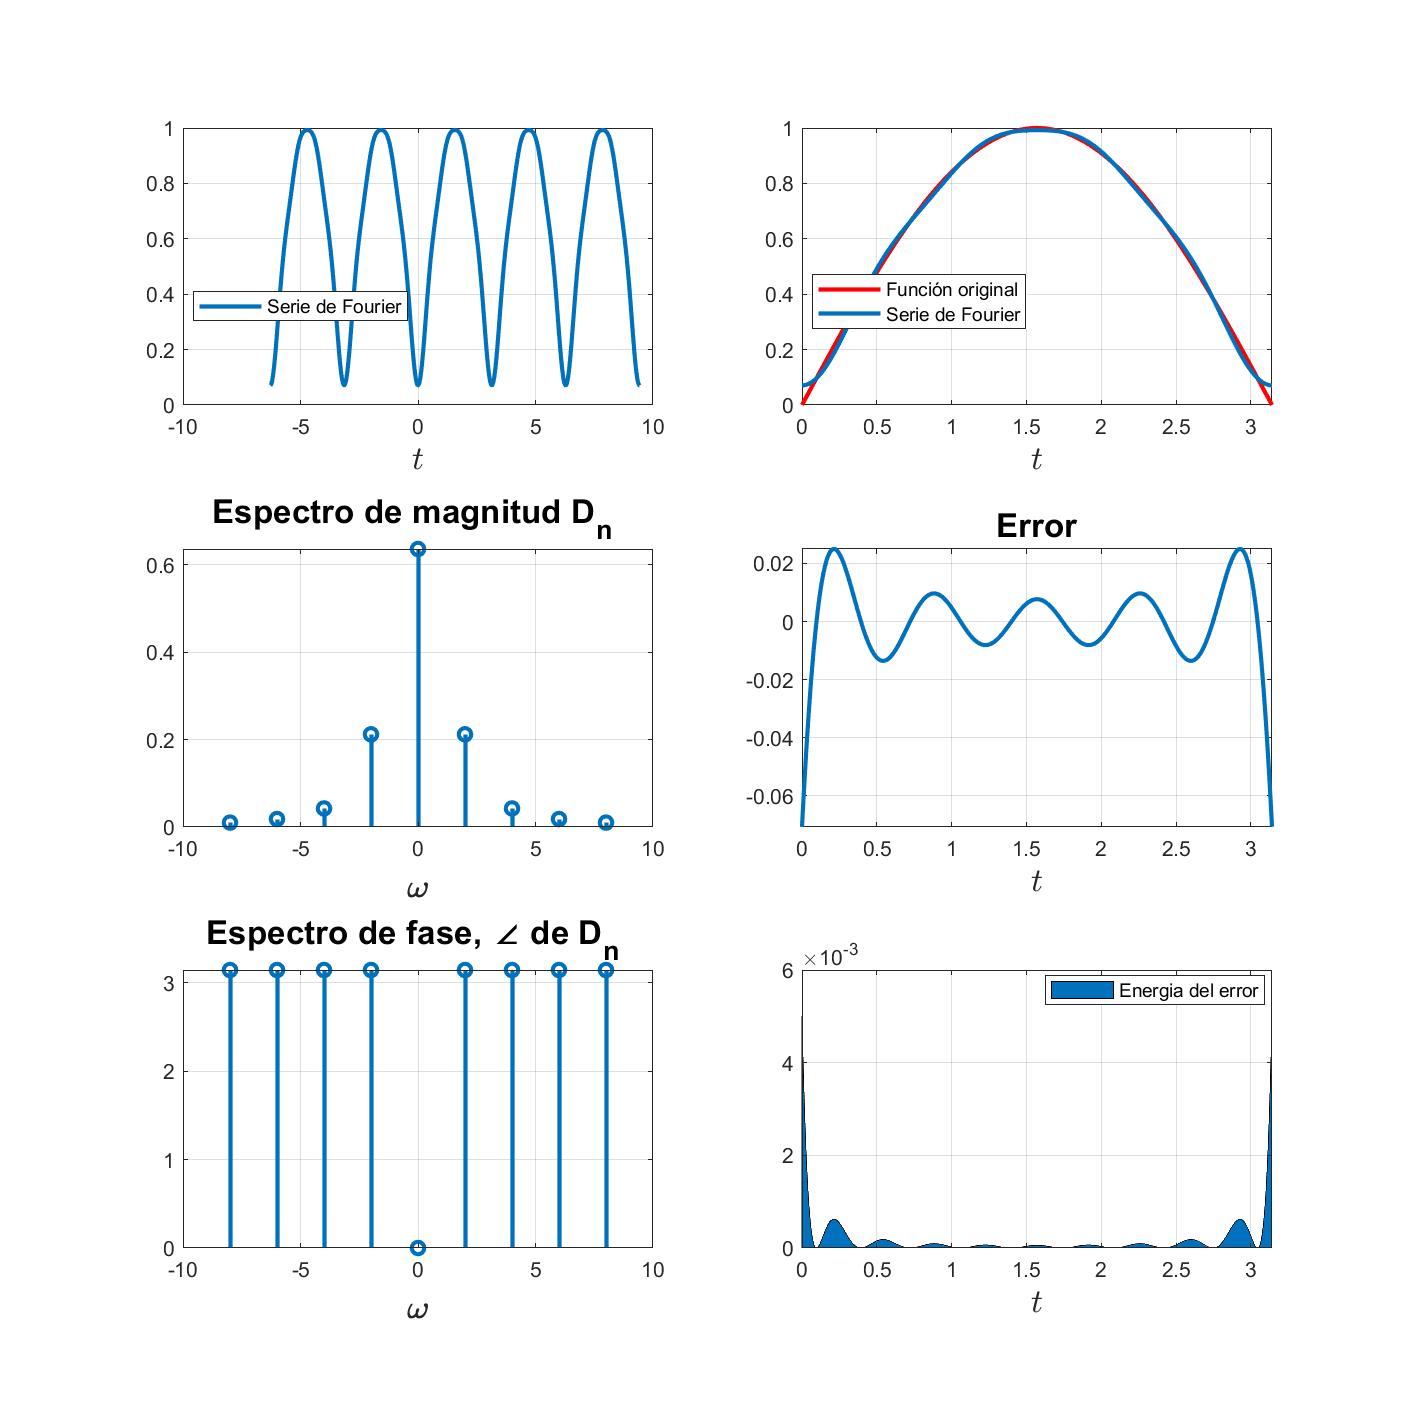 1
0.8
0.6
0.4
0.2
0
-10 -5 0 5 10
t
Serie de Fourier
1
0.8
0.6
0.4
0.2
0
0 0.5 1 1.5 2 2.5 3
t
Función original
Serie de Fourier
Espectro de magnitud Dn
0.6
0.4
0.2
0
-10 -5 0 5 10
ω
Error
0.02
0
-0.02
-0.04
-0.06
0 0.5 1 1.5 2 2.5 3
t
Espectro de fase, ∠ de Dn
3
2
1
0
-10 -5 0 5 10
ω
×10-3
6
4
2
0
0 0.5 1 1.5 2 2.5 3
t
Energia del error